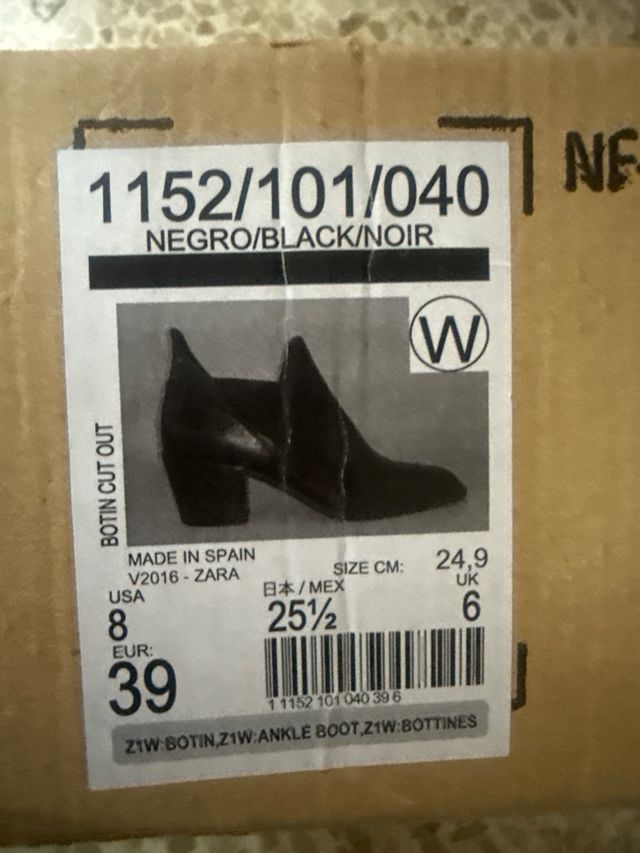 NE
1152/101/040
NEGRO/BLACK/NOIR
W
BOTIN CUT OUT
MADE IN SPAIN
V2016 - ZARA
SIZE CM: 24,9
USA
8
日本/MEX
25½
UK
6
EUR:
39
1 1152 101 040 39 6
Z1W:BOTIN,Z1W:ANKLE BOOT,Z1W:BOTTINES